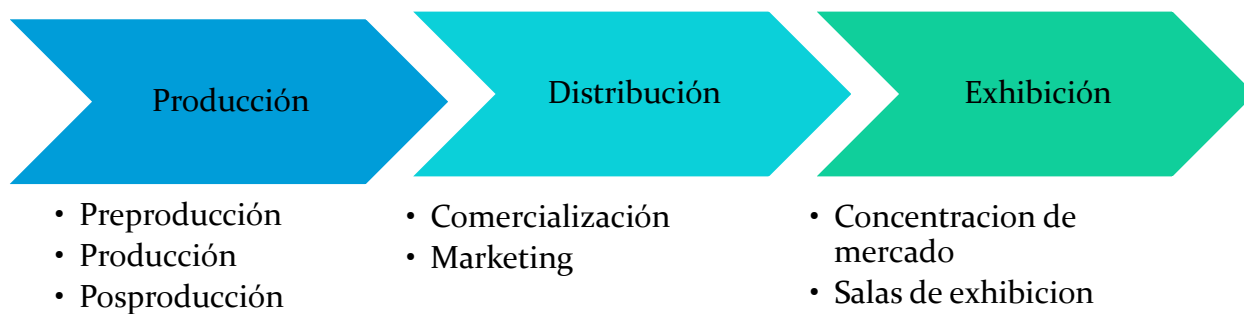 Producción
• Preproducción
• Producción
• Posproducción
Distribución
• Comercialización
• Marketing
Exhibición
• Concentracion de
mercado
• Salas de exhibicion